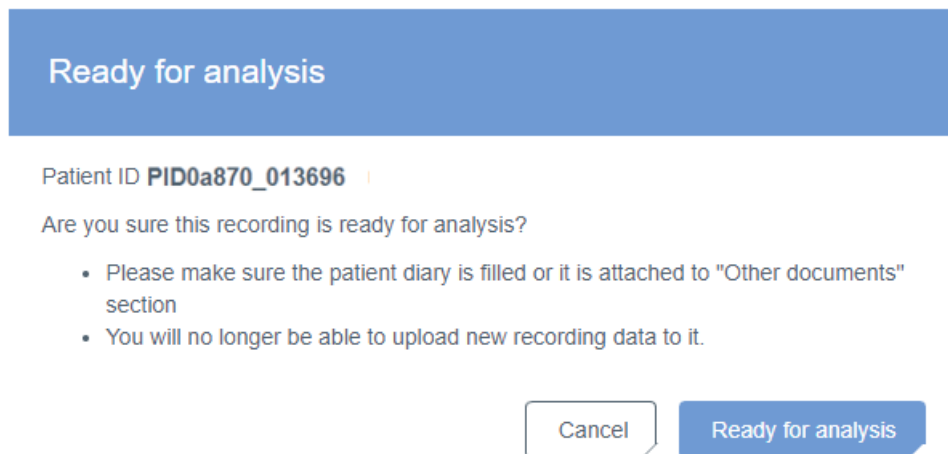 Ready for analysis
Patient ID PID0a870_013696
Are you sure this recording is ready for analysis?
• Please make sure the patient diary is filled or it is attached to "Other documents"
section
• You will no longer be able to upload new recording data to it.
Cancel
Ready for analysis